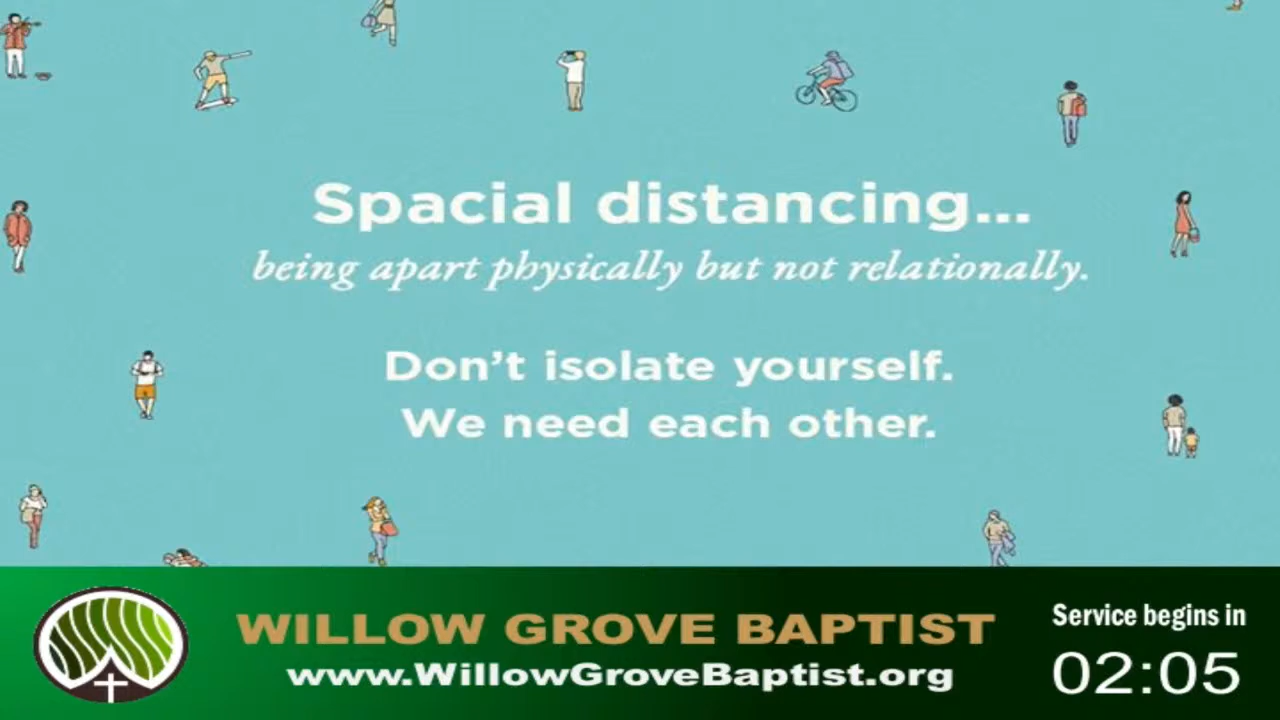 Spacial distancing...
being apart physically but not relationally.
Don't isolate yourself.
We need each other.
WILLOW GROVE BAPTIST
www.WillowGroveBaptist.org
Service begins in
02:05